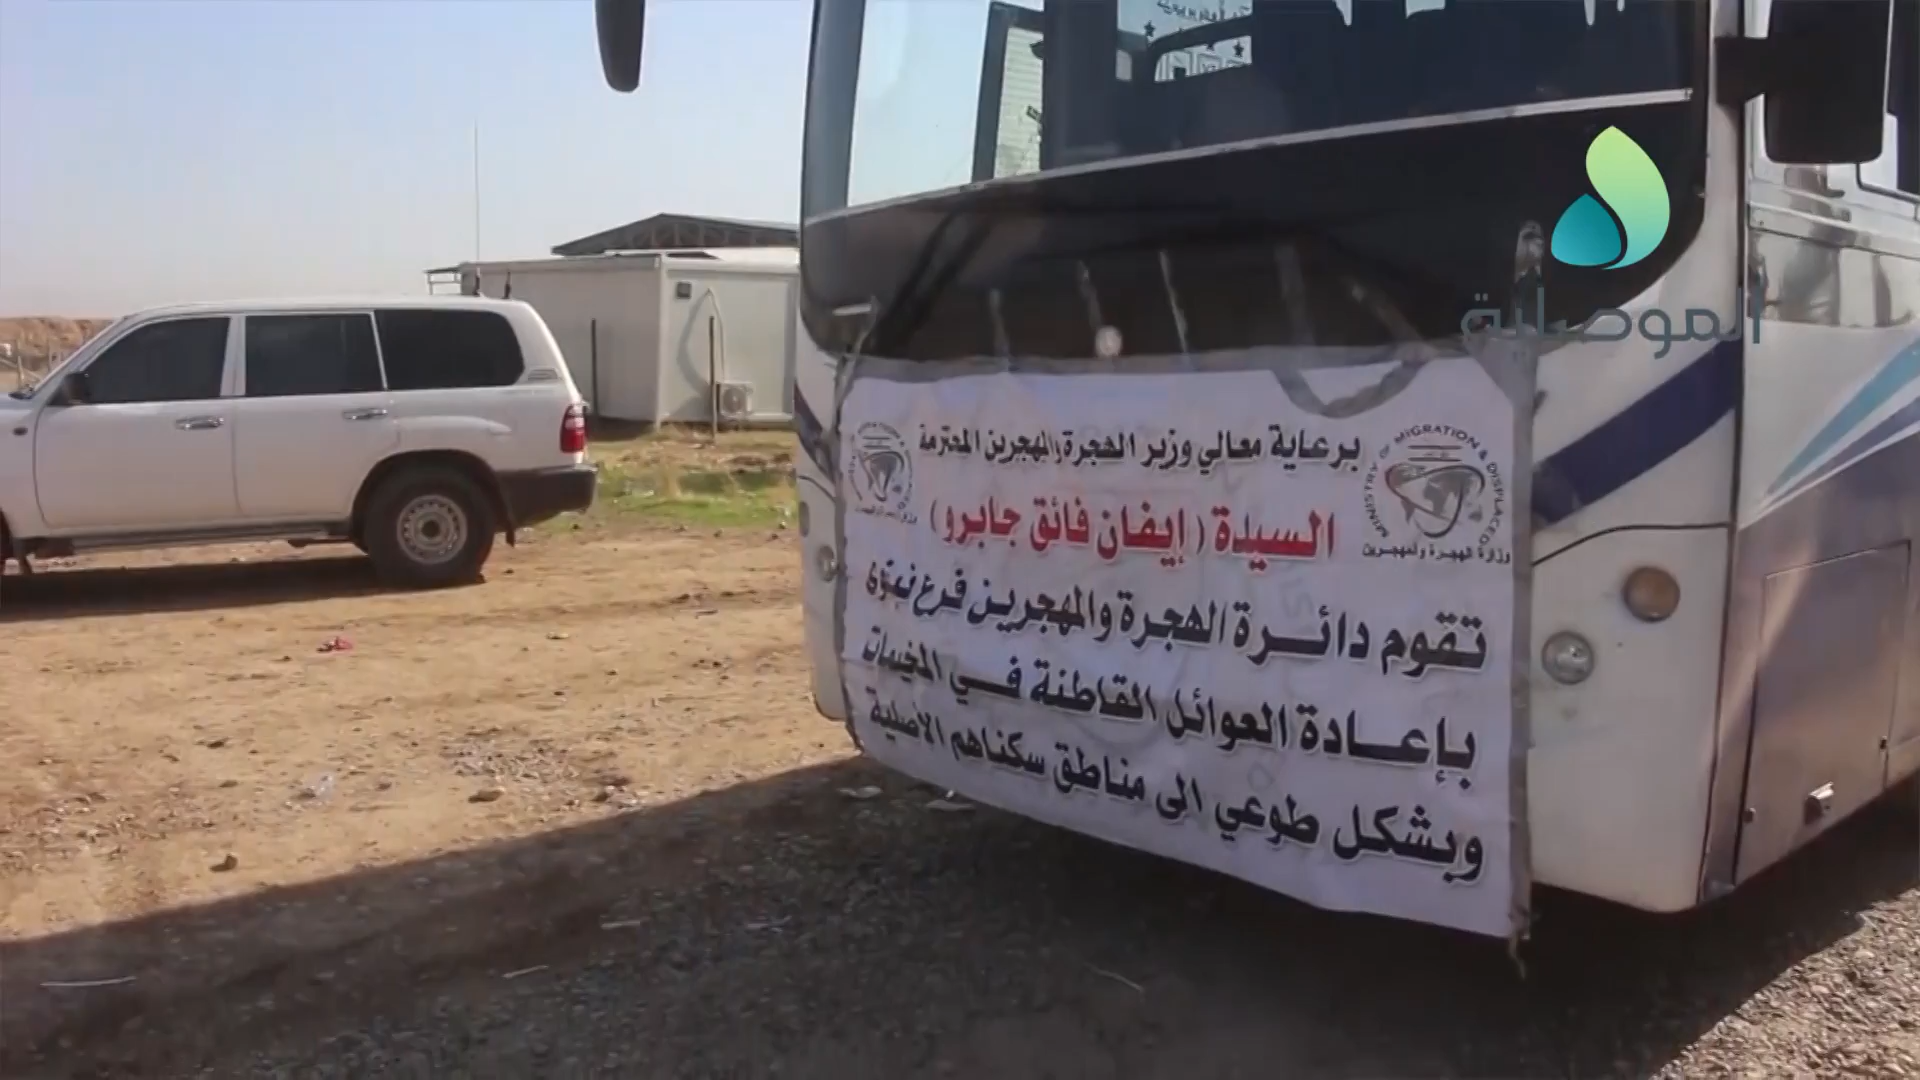 الموصلية
برعاية معالي وزير الهجرة والمهجرين المحترمة
السيدة ( إيفان فائق جابرو )
تقوم دائرة الهجرة والمهجرين فرع نينوى
بإعادة العوائل القاطنة في المخيمات
وبشكل طوعي الى مناطق سكناهم الاصلية
MINISTRY OF MIGRATION & DISPLACED
وزارة الهجرة والمهجرين